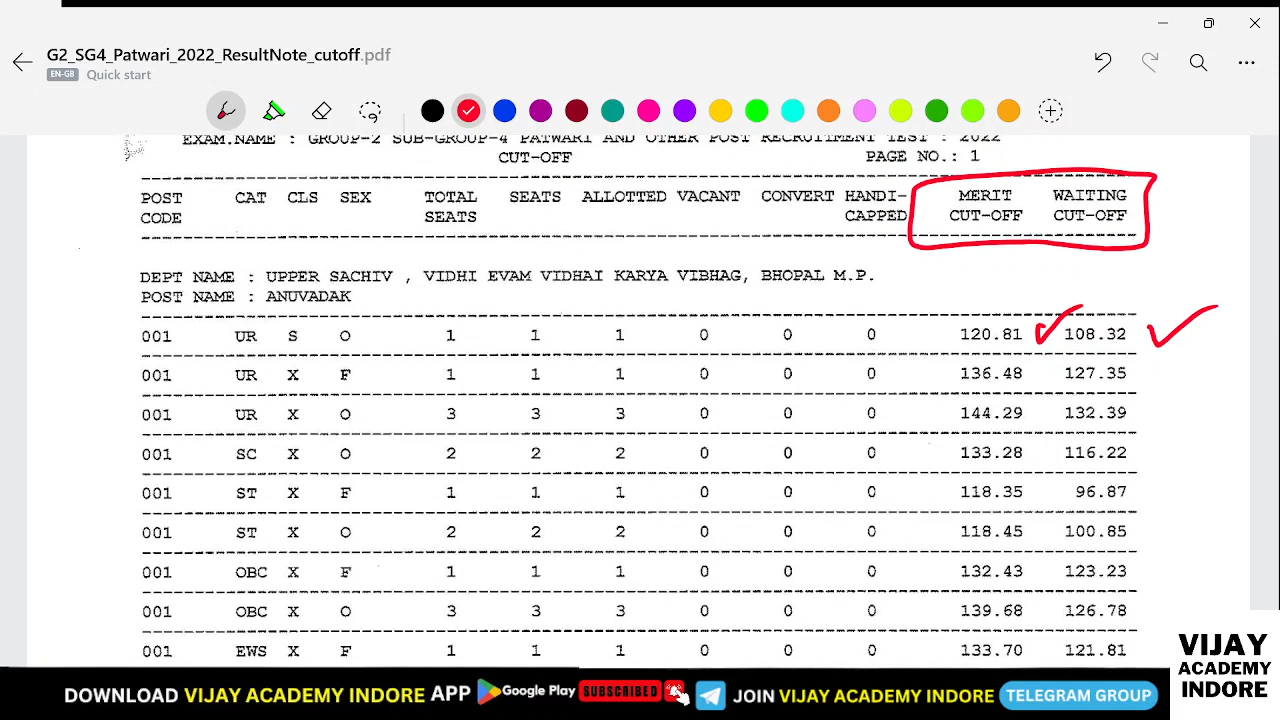 G2_SG4_Patwari_2022_ResultNote_cutoff.pdf
EN-GB Quick start
EXAM.NAME : GROUP-2 SUB-GROUP-4 PATWARI AND OTHER POST RECRUITMENT TEST : 2022
CUT-OFF PAGE NO.: 1
POST CAT CLS SEX TOTAL SEATS ALLOTTED VACANT CONVERT HANDI- MERIT WAITING
CODE SEATS CAPPED CUT-OFF CUT-OFF
DEPT NAME : UPPER SACHIV , VIDHI EVAM VIDHAI KARYA VIBHAG, BHOPAL M.P.
POST NAME : ANUVADAK
001 UR S O 1 1 1 0 0 0 120.81 108.32
001 UR X F 1 1 1 0 0 0 136.48 127.35
001 UR X O 3 3 3 0 0 0 144.29 132.39
001 SC X O 2 2 2 0 0 0 133.28 116.22
001 ST X F 1 1 1 0 0 0 118.35 96.87
001 ST X O 2 2 2 0 0 0 118.45 100.85
001 OBC X F 1 1 1 0 0 0 132.43 123.23
001 OBC X O 3 3 3 0 0 0 139.68 126.78
001 EWS X F 1 1 1 0 0 0 133.70 121.81
VIJAY
ACADEMY
INDORE
DOWNLOAD VIJAY ACADEMY INDORE APP Google Play SUBSCRIBED JOIN VIJAY ACADEMY INDORE TELEGRAM GROUP